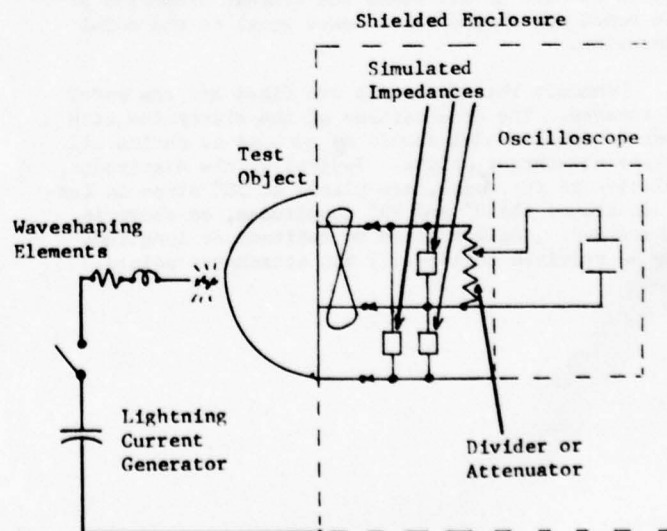 Shielded Enclosure
Simulated
Impedances
Oscilloscope
Test
Object
Waveshaping
Elements
Lightning
Current
Generator
Divider or
Attenuator